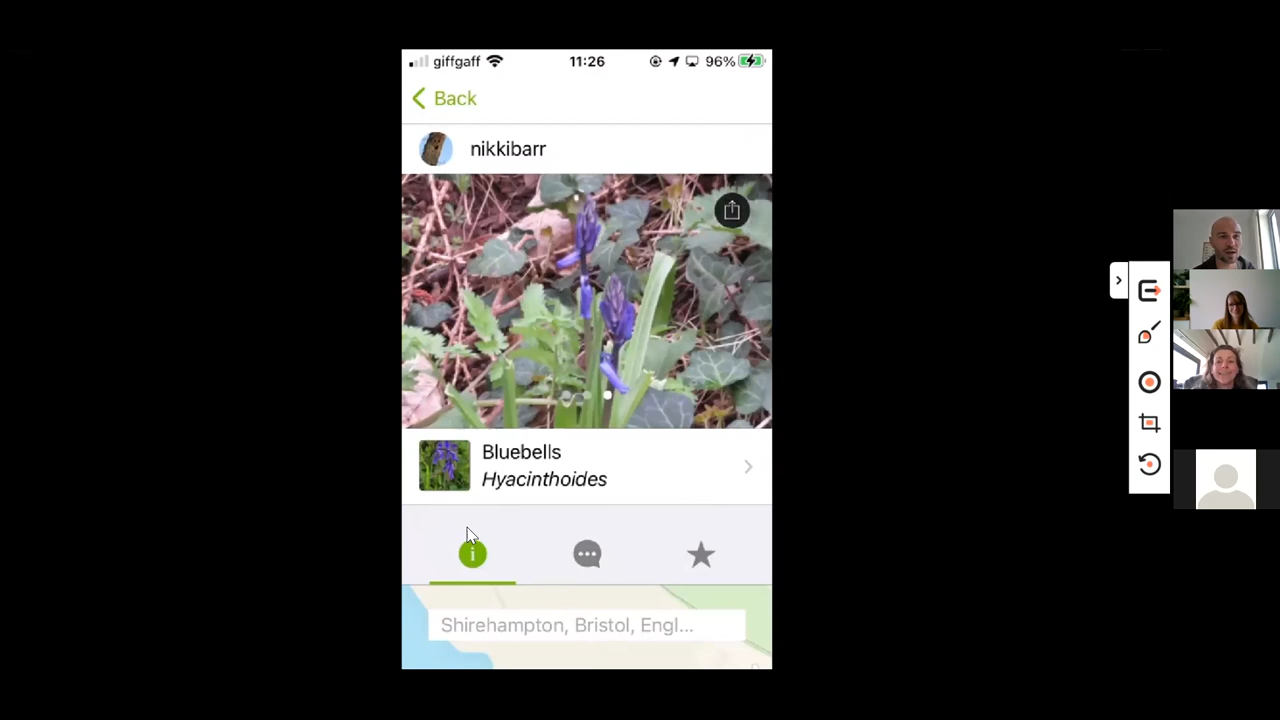 giffgaff 11:26 96%
Back
nikkibarr
Bluebells
Hyacinthoides
Shirehampton, Bristol, Engl...